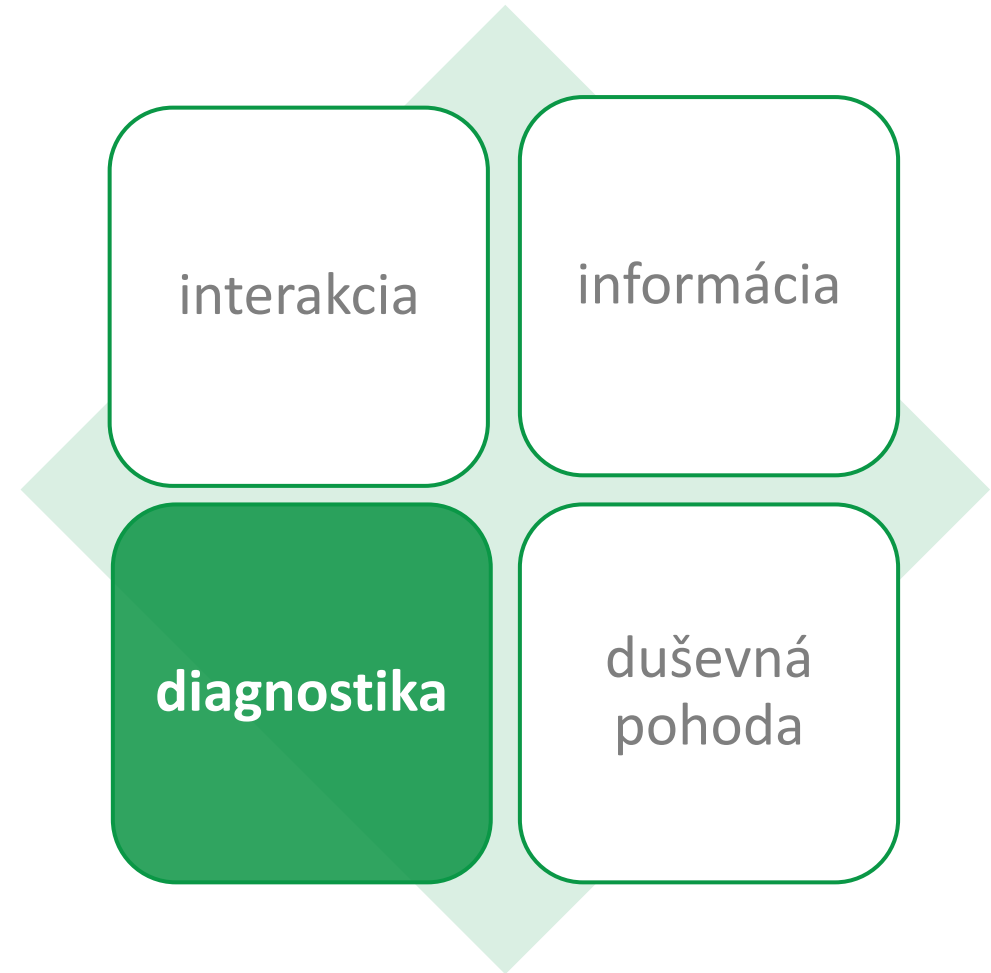 interakcia
informácia
diagnostika
duševná
pohoda